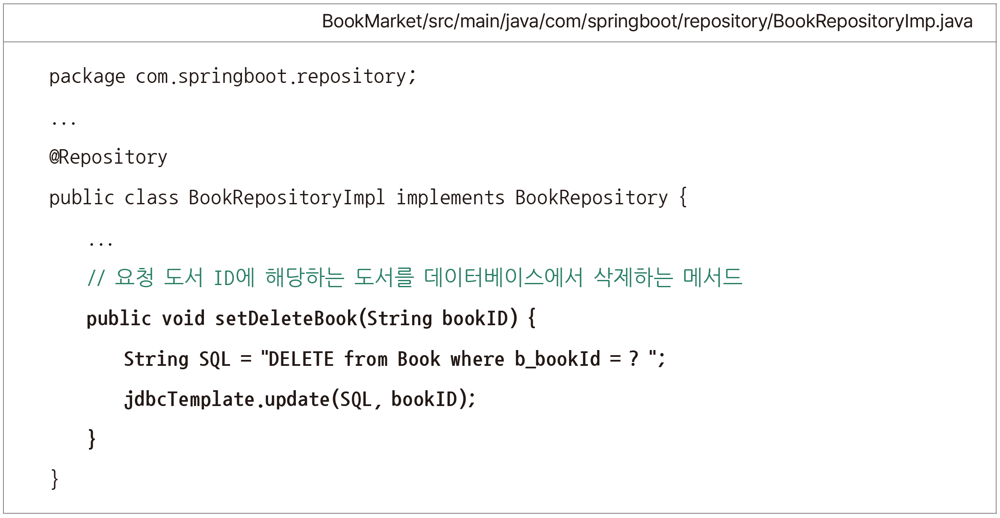 BookMarket/src/main/java/com/springboot/repository/BookRepositoryImp.java
package com.springboot.repository;
...
@Repository
public class BookRepositoryImpl implements BookRepository {
...
// 요청 도서 ID에 해당하는 도서를 데이터베이스에서 삭제하는 메서드
public void setDeleteBook(String bookID) {
String SQL = "DELETE from Book where b_bookId = ? ";
jdbcTemplate.update(SQL, bookID);
}
}